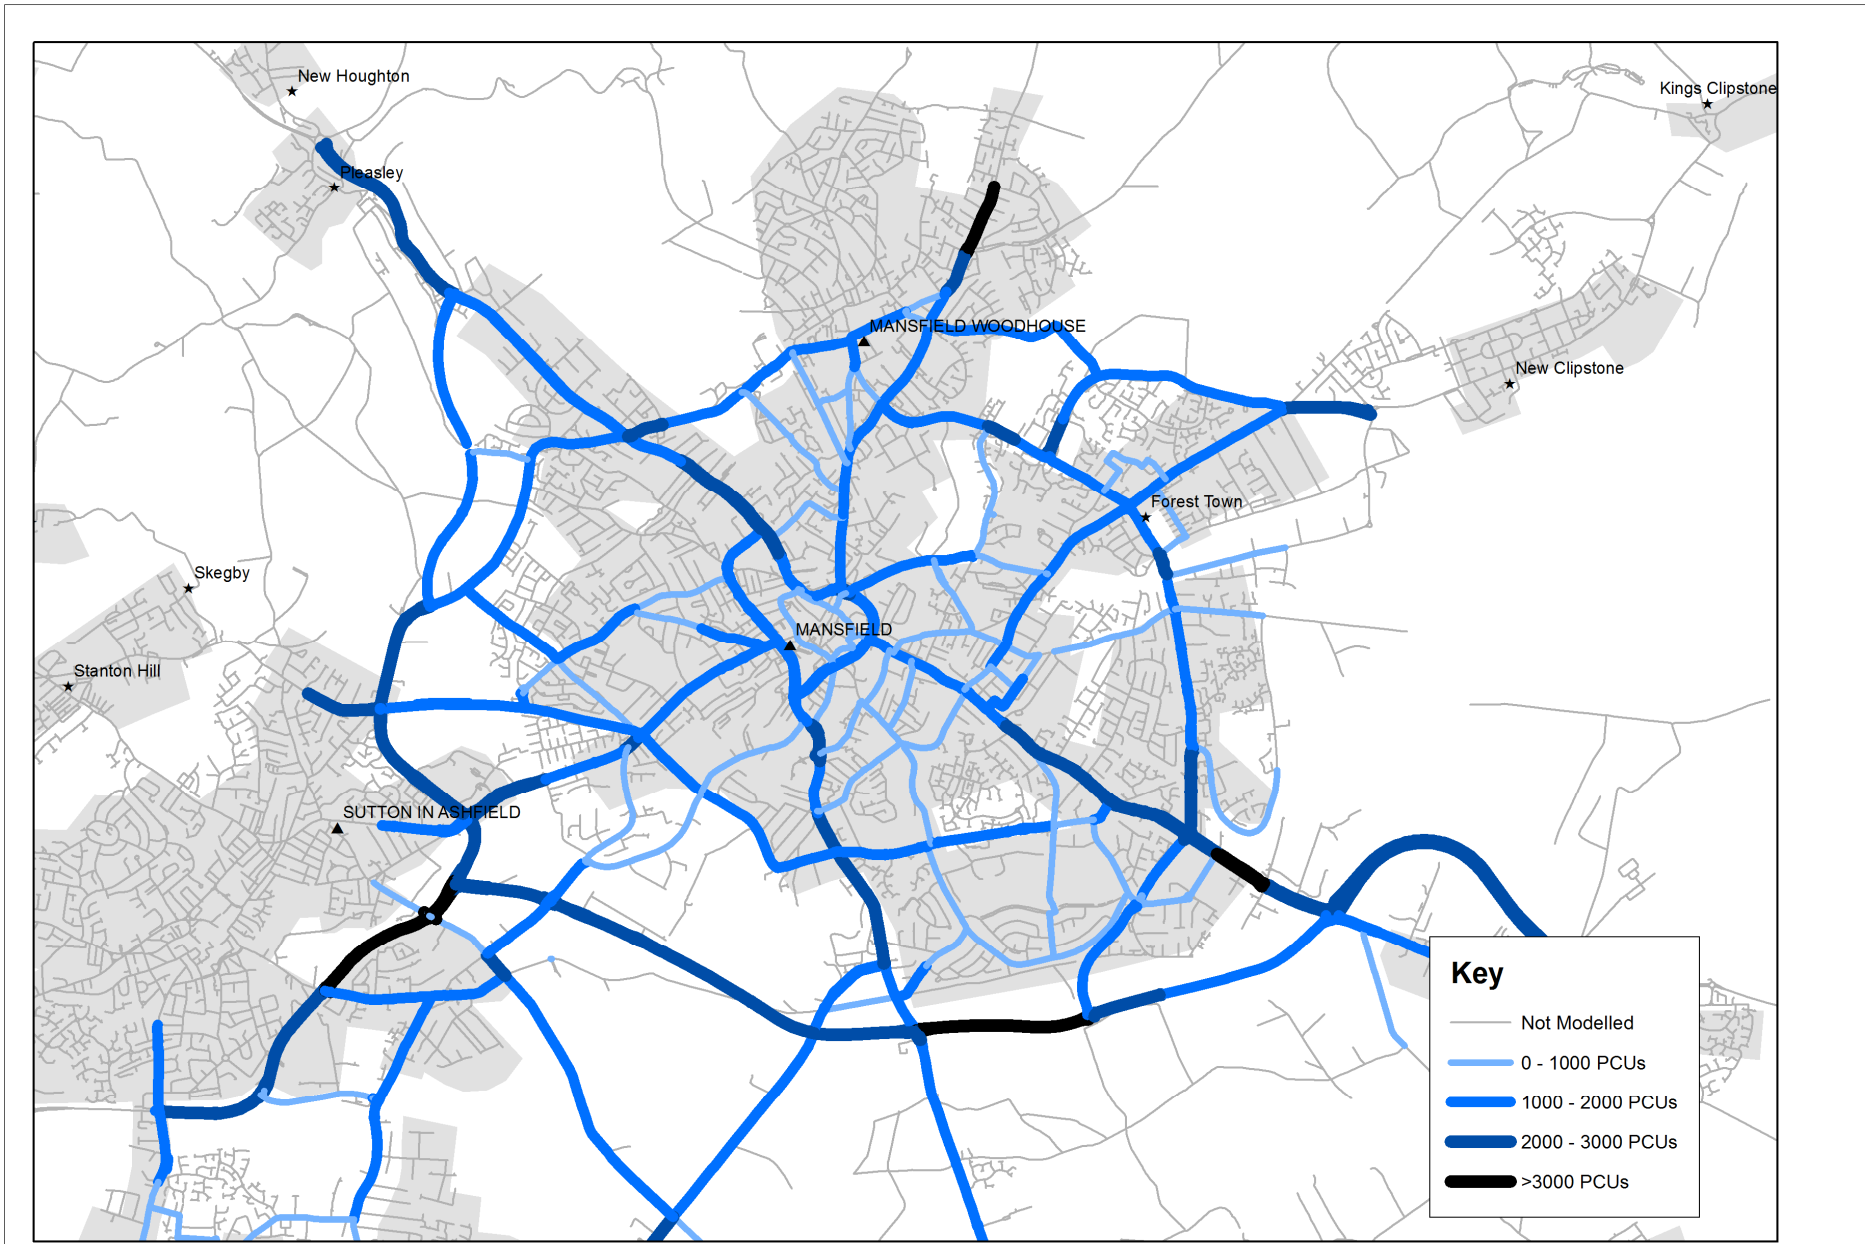 New Houghton
Kings Clipstone
Pleasley
MANSFIELD WOODHOUSE
New Clipstone
Forest Town
Skegby
MANSFIELD
Stanton Hill
SUTTON IN ASHFIELD
Key
Not Modelled
0 - 1000 PCUs
1000 - 2000 PCUs
2000 - 3000 PCUs
>3000 PCUs